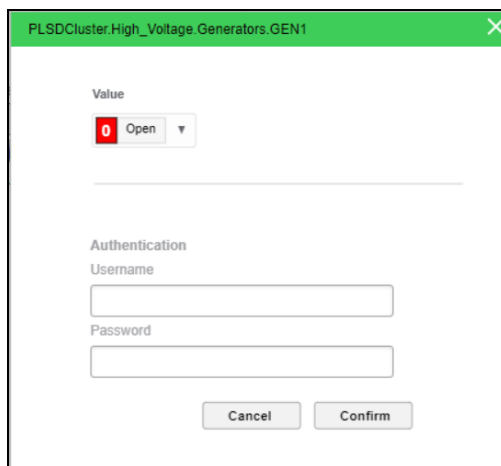 PLSDCluster.High_Voltage.Generators.GEN1
Value
0 Open
Authentication
Username
Password
Cancel Confirm